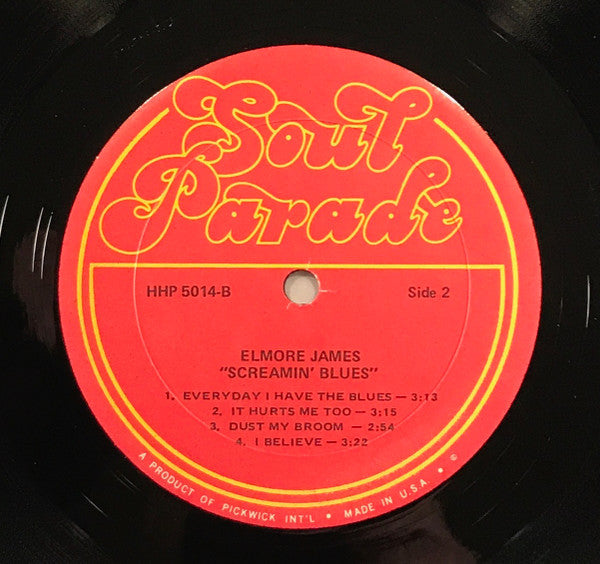 Soul
Parade
HHP 5014-B Side 2
ELMORE JAMES
"SCREAMIN' BLUES"
1. EVERYDAY I HAVE THE BLUES — 3:13
2. IT HURTS ME TOO — 3:15
3. DUST MY BROOM — 2:54
4. I BELIEVE — 3:22
A PRODUCT OF PICKWICK INT'L • MADE IN U.S.A. • ©